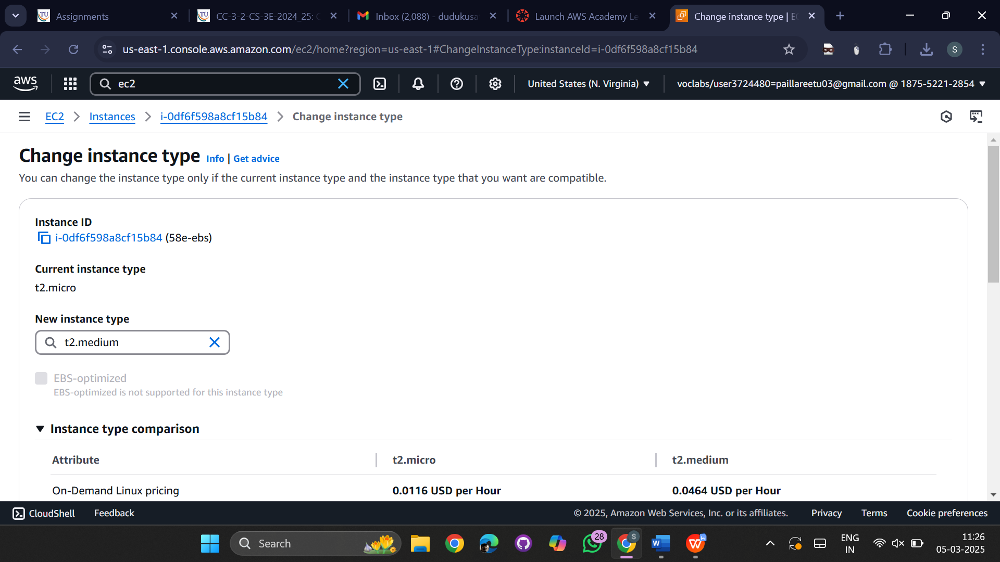 Assignments
CC-3-2-CS-3E-2024_25: C
Inbox (2,088) - dudukusa
Launch AWS Academy Le
Change instance type | EC
us-east-1.console.aws.amazon.com/ec2/home?region=us-east-1#ChangeInstanceType:instanceId=i-0df6f598a8cf15b84
S
aws
ec2
United States (N. Virginia)
voclabs/user3724480=paillareetu03@gmail.com @ 1875-5221-2854
EC2
Instances
i-0df6f598a8cf15b84
Change instance type
Change instance type Info | Get advice
You can change the instance type only if the current instance type and the instance type that you want are compatible.
Instance ID
i-0df6f598a8cf15b84 (58e-ebs)
Current instance type
t2.micro
New instance type
t2.medium
EBS-optimized
EBS-optimized is not supported for this instance type
Instance type comparison
Attribute t2.micro t2.medium
On-Demand Linux pricing 0.0116 USD per Hour 0.0464 USD per Hour
CloudShell Feedback © 2025, Amazon Web Services, Inc. or its affiliates. Privacy Terms Cookie preferences
Search
28
S
W
ENG
IN
11:26
05-03-2025